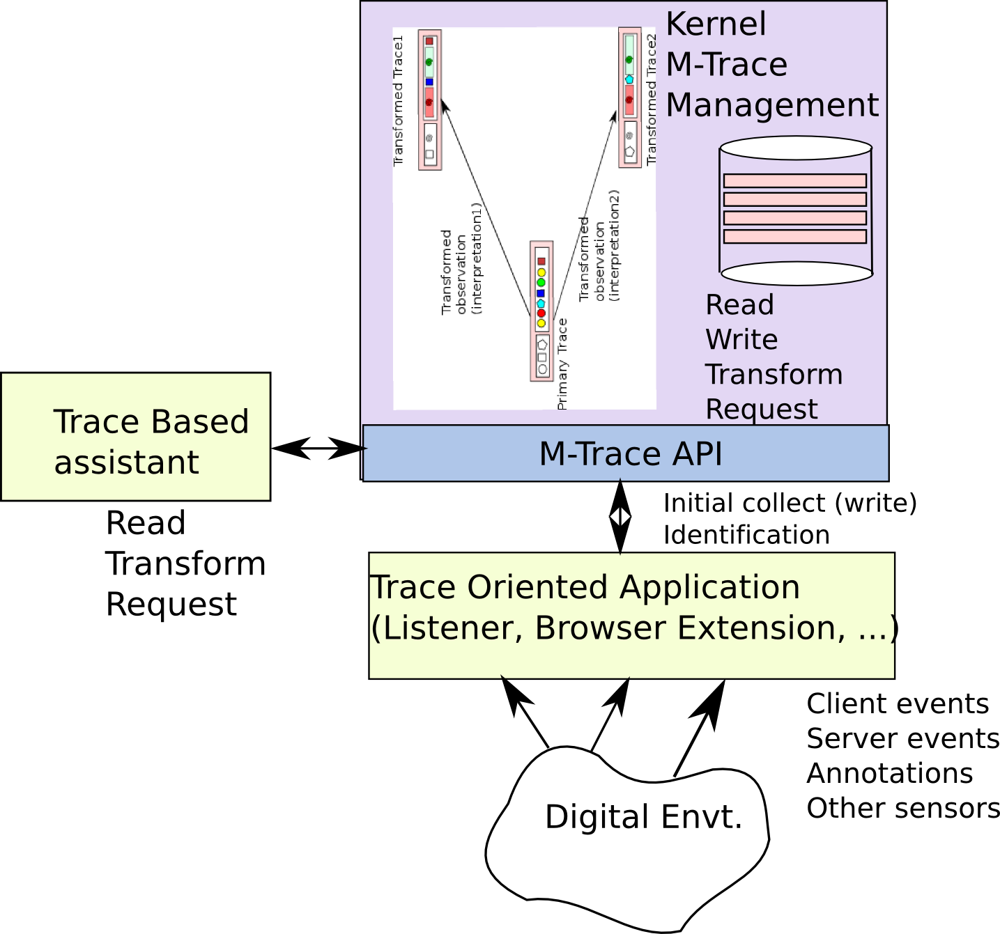 Kernel
M-Trace
Management
Transformed Trace1
Transformed Trace2
Transformed
observation
(interpretation1)
Transformed
observation
(interpretation2)
Primary Trace
Read
Write
Transform
Request
M-Trace API
Trace Based
assistant
Read
Transform
Request
Initial collect (write)
Identification
Trace Oriented Application
(Listener, Browser Extension, ...)
Client events
Server events
Annotations
Other sensors
Digital Envt.